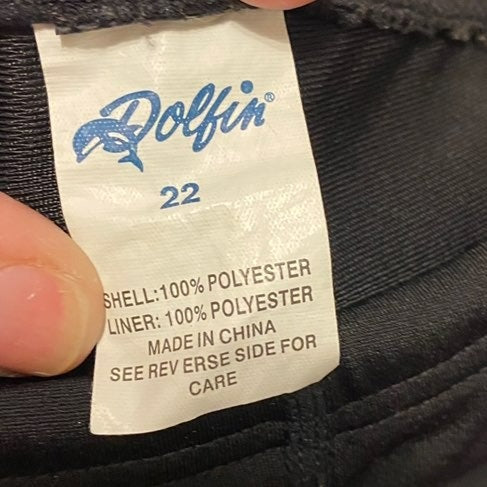 Dolfin®
22
SHELL:100% POLYESTER
LINER: 100% POLYESTER
MADE IN CHINA
SEE REV ERSE SIDE FOR
CARE